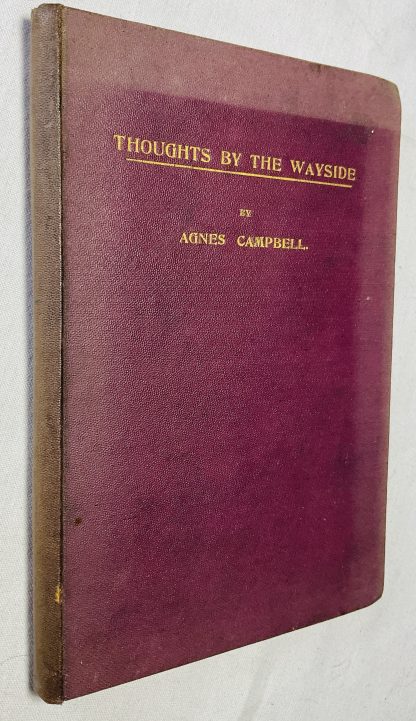 THOUGHTS BY THE WAYSIDE
BY
AGNES CAMPBELL.